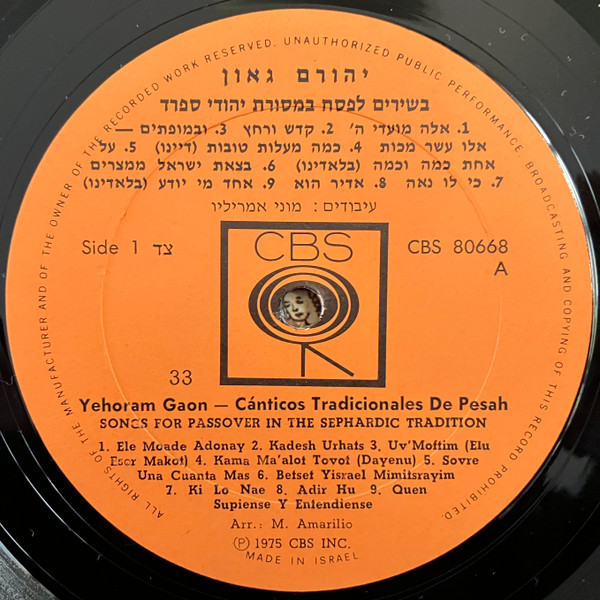 ALL RIGHTS OF THE MANUFACTURER AND OF THE OWNER OF THE RECORDED WORK RESERVED. UNAUTHORIZED PUBLIC PERFORMANCE BROADCASTING AND COPYING OF THIS RECORD PROHIBITED.
יהורם גאון
בשירים לפסח במסורת יהודי ספרד
1. אלה מועדי ה' 2. קדש ורחץ 3. ובמופתים —
אלו עשר מכות 4. כמה מעלות טובות (דיינו) 5. על
אחת כמה וכמה (בלאדינו) 6. בצאת ישראל ממצרים
7. כי לו נאה 8. אדיר הוא 9. אחד מי יודע (בלאדינו)
עיבודים: מוני אמריליו
Side 1 צד
CBS
CBS 80668
A
33
Yehoram Gaon — Cánticos Tradicionales De Pesah
SONGS FOR PASSOVER IN THE SEPHARDIC TRADITION
1. Ele Moade Adonay 2. Kadesh Urhats 3. Uv'Moftim (Elu
Eser Makot) 4. Kama Ma'alot Tovot (Dayenu) 5. Sovre
Una Cuanta Mas 6. Betset Yisrael Mimitsrayim
7. Ki Lo Nae 8. Adir Hu 9. Quen
Supiense Y Entendiense
Arr.: M. Amarilio
Ⓟ 1975 CBS INC.
MADE IN ISRAEL